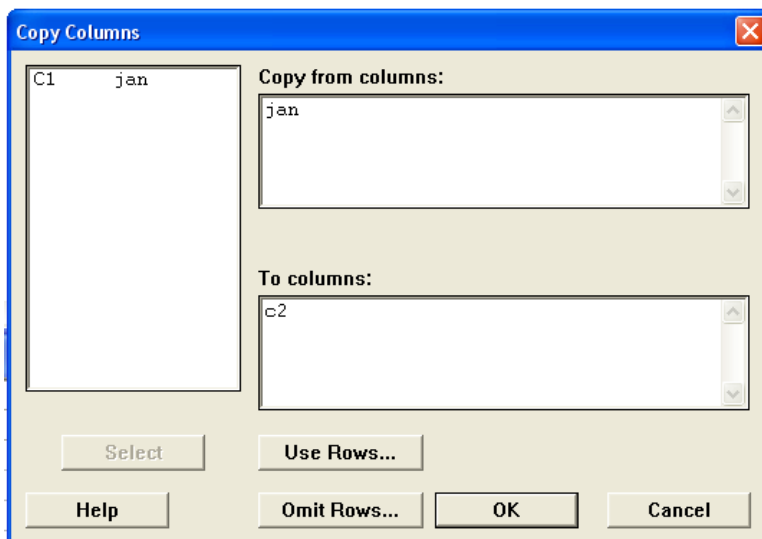 Copy Columns
C1 jan
Copy from columns:
jan
To columns:
c2
Select
Use Rows...
Help
Omit Rows...
OK
Cancel